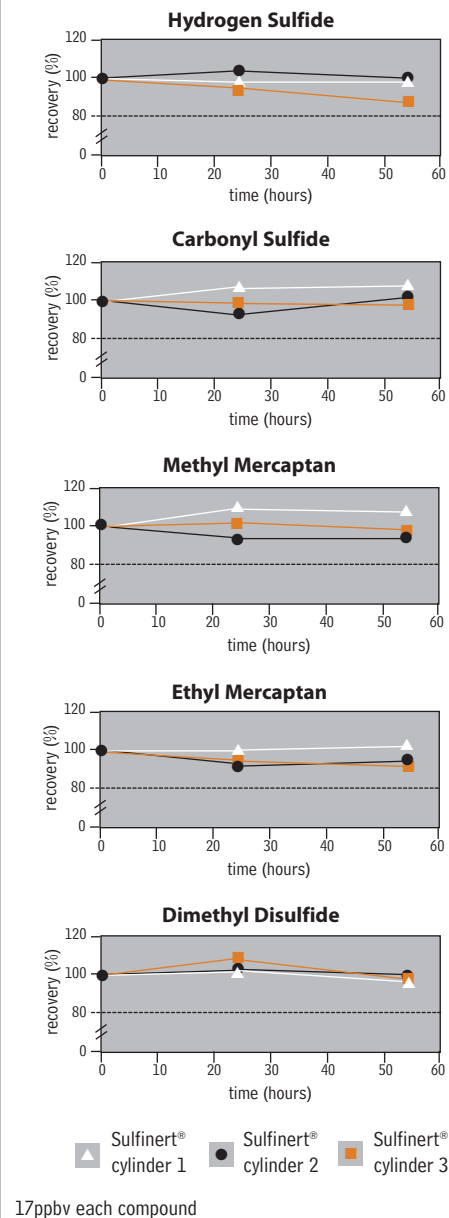 Hydrogen Sulfide
120
100
80
0
recovery (%)
0 10 20 30 40 50 60
time (hours)
Carbonyl Sulfide
120
100
80
0
recovery (%)
0 10 20 30 40 50 60
time (hours)
Methyl Mercaptan
120
100
80
0
recovery (%)
0 10 20 30 40 50 60
time (hours)
Ethyl Mercaptan
120
100
80
0
recovery (%)
0 10 20 30 40 50 60
time (hours)
Dimethyl Disulfide
120
100
80
0
recovery (%)
0 10 20 30 40 50 60
time (hours)
Sulfinert® Sulfinert® Sulfinert®
cylinder 1 cylinder 2 cylinder 3
17ppbv each compound